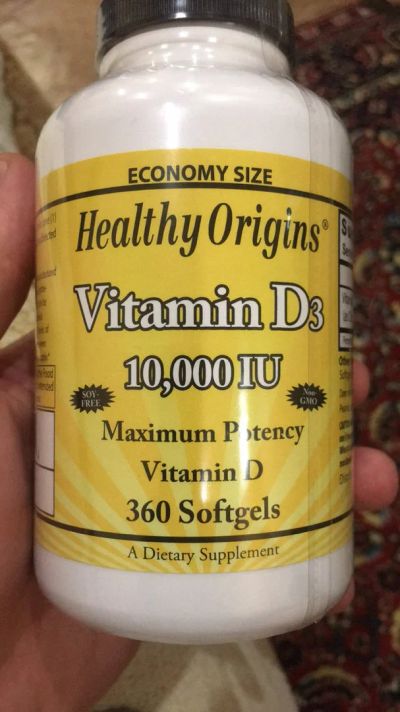 ECONOMY SIZE
Healthy Origins®
Vitamin D3
10,000 IU
SOY-
FREE
Non-
GMO
Maximum Potency
Vitamin D
360 Softgels
A Dietary Supplement